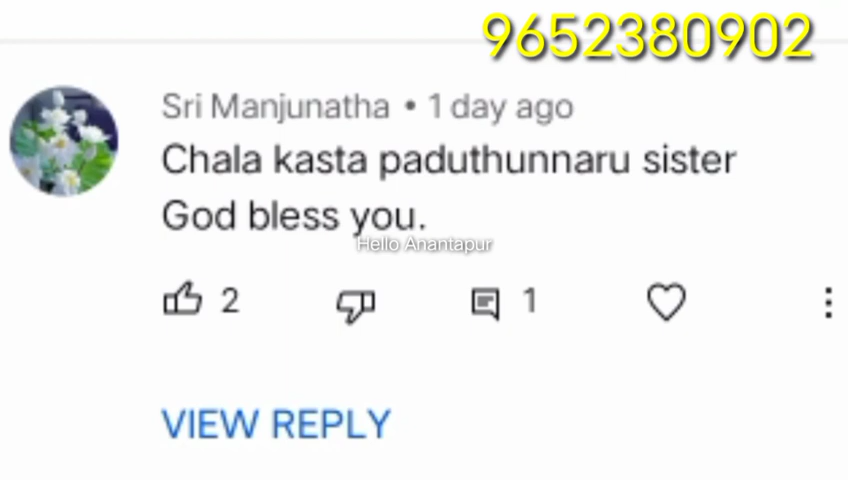 9652380902
Sri Manjunatha • 1 day ago
Chala kasta paduthunnaru sister
God bless you.
Hello Anantapur
2
1
VIEW REPLY